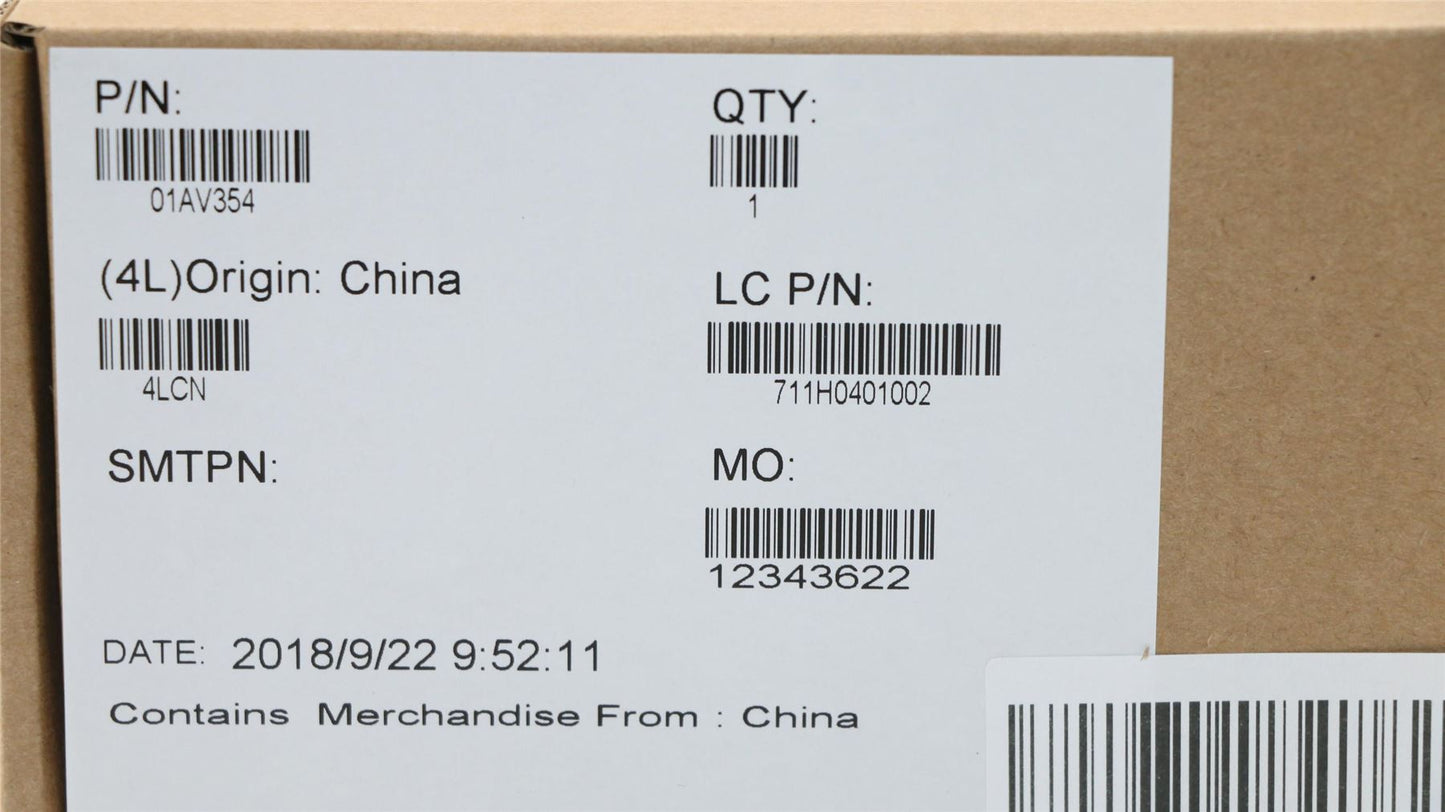 P/N:
01AV354
QTY:
1
(4L)Origin: China
4LCN
LC P/N:
711H0401002
SMTPN:
MO:
12343622
DATE: 2018/9/22 9:52:11
Contains Merchandise From : China